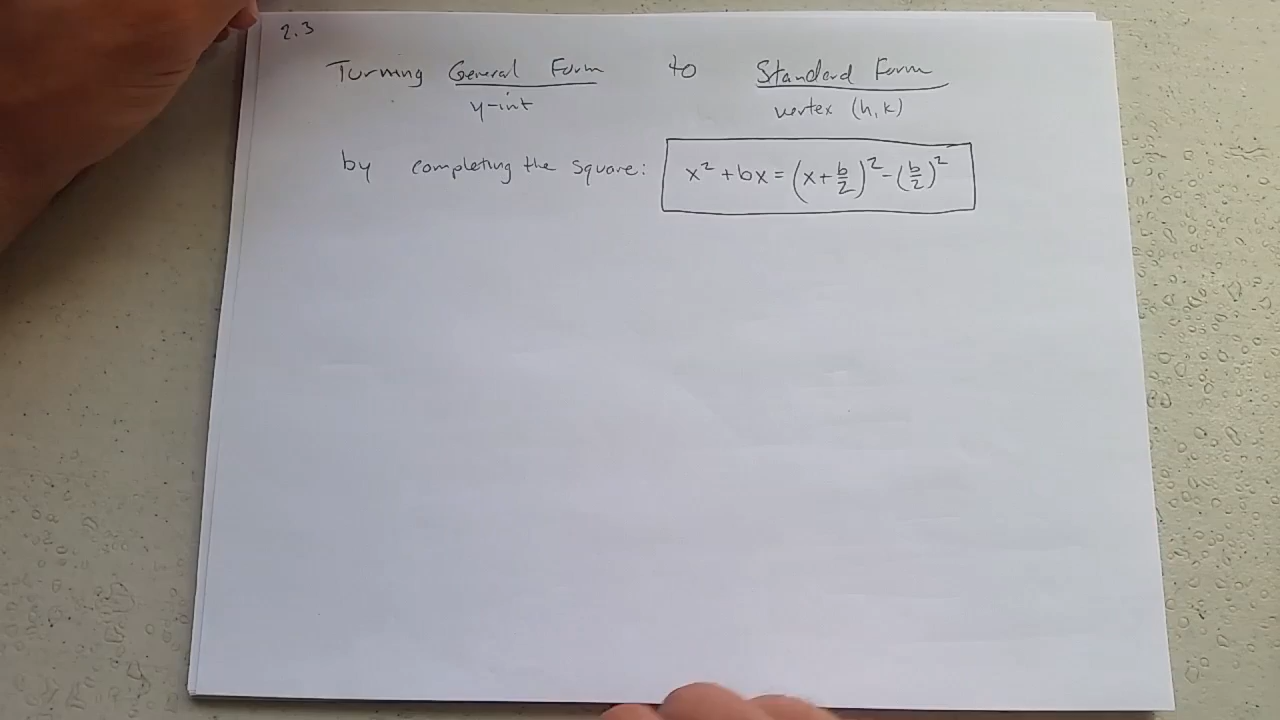 2.3
Turning General Form to Standard Form
y-int vertex (h,k)
by completing the square: x² + bx = (x + b/2)² - (b/2)²